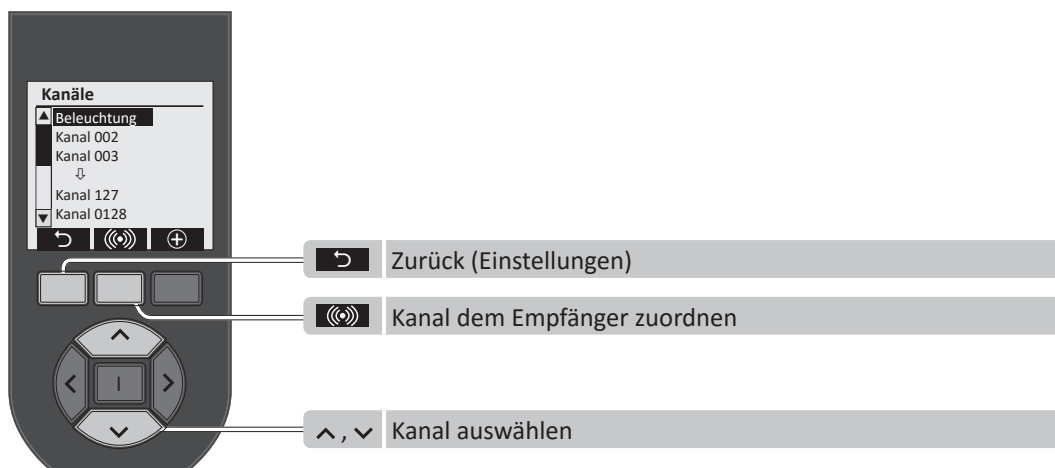 Kanäle
Beleuchtung
Kanal 002
Kanal 003
Kanal 127
Kanal 0128
Zurück (Einstellungen)
Kanal dem Empfänger zuordnen
I
, Kanal auswählen